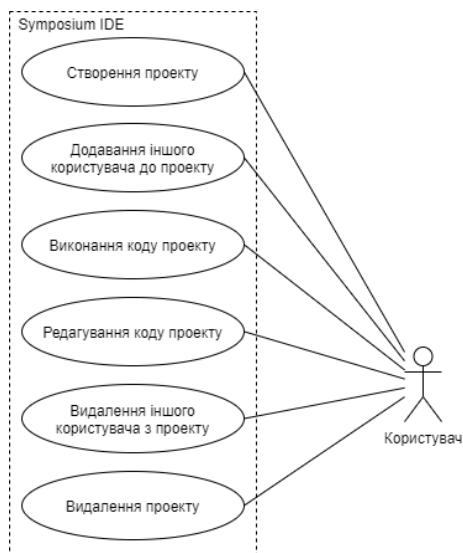 Symposium IDE
Створення проекту
Додавання іншого
користувача до проекту
Виконання коду проекту
Редагування коду проекту
Видалення іншого
користувача з проекту
Видалення проекту
Користувач